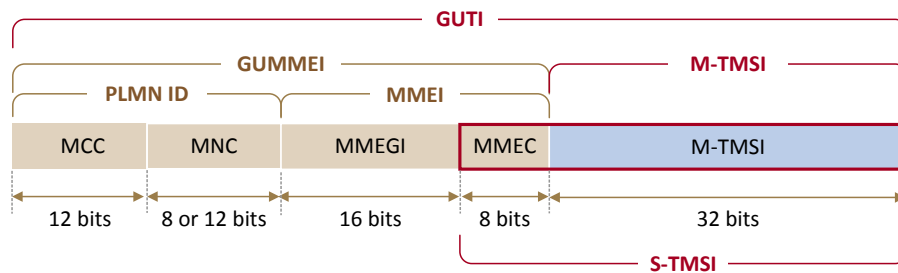 GUTI
GUMMEI M-TMSI
PLMN ID MMEI
MCC MNC MMEGI MMEC M-TMSI
12 bits 8 or 12 bits 16 bits 8 bits 32 bits
S-TMSI